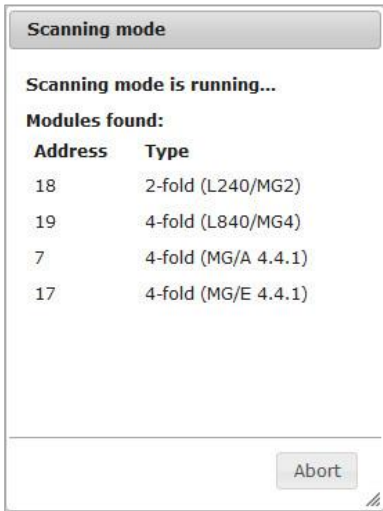 Scanning mode
Scanning mode is running...
Modules found:
Address Type
18 2-fold (L240/MG2)
19 4-fold (L840/MG4)
7 4-fold (MG/A 4.4.1)
17 4-fold (MG/E 4.4.1)
Abort